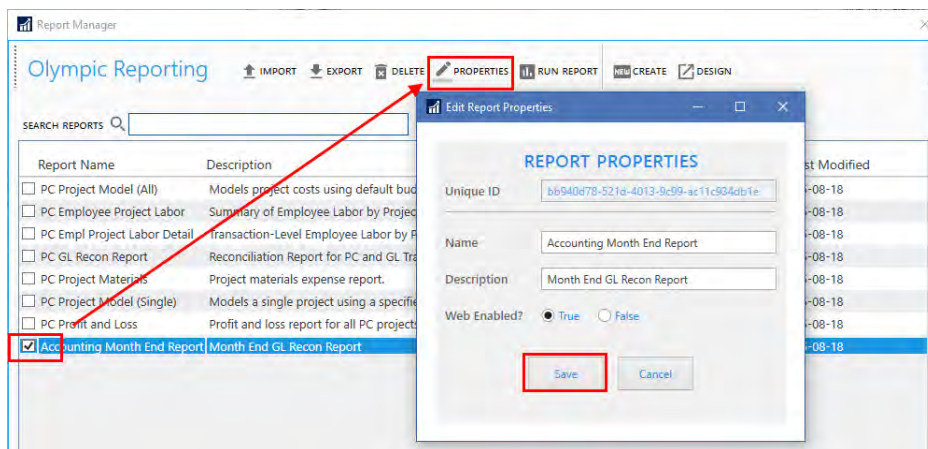 Report Manager
Olympic Reporting IMPORT EXPORT DELETE PROPERTIES RUN REPORT NEW CREATE DESIGN
SEARCH REPORTS
Report Name Description st Modified
PC Project Model (All) Models project costs using default bud -08-18
PC Employee Project Labor Summary of Employee Labor by Projec -08-18
PC Empl Project Labor Detail Transaction-Level Employee Labor by P -08-18
PC GL Recon Report Reconciliation Report for PC and GL Tra -08-18
PC Project Materials Project materials expense report. -08-18
PC Project Model (Single) Models a single project using a specifie -08-18
PC Profit and Loss Profit and loss report for all PC projects -08-18
Accounting Month End Report Month End GL Recon Report -08-18
Edit Report Properties
REPORT PROPERTIES
Unique ID bb940d78-521d-4013-9c99-ac11c934db1e
Name Accounting Month End Report
Description Month End GL Recon Report
Web Enabled? True False
Save Cancel